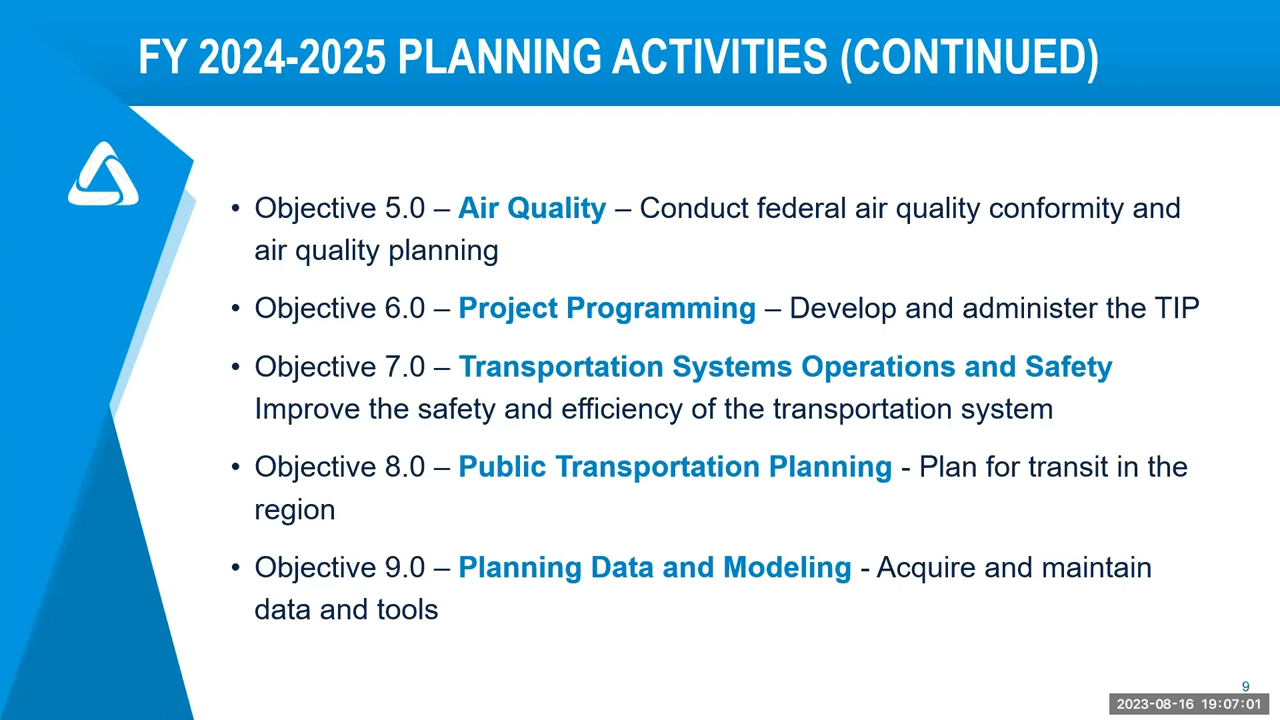 FY 2024-2025 PLANNING ACTIVITIES (CONTINUED)
• Objective 5.0 – Air Quality – Conduct federal air quality conformity and
air quality planning
• Objective 6.0 – Project Programming – Develop and administer the TIP
• Objective 7.0 – Transportation Systems Operations and Safety
Improve the safety and efficiency of the transportation system
• Objective 8.0 – Public Transportation Planning - Plan for transit in the
region
• Objective 9.0 – Planning Data and Modeling - Acquire and maintain
data and tools
9
2023-08-16 19:07:01